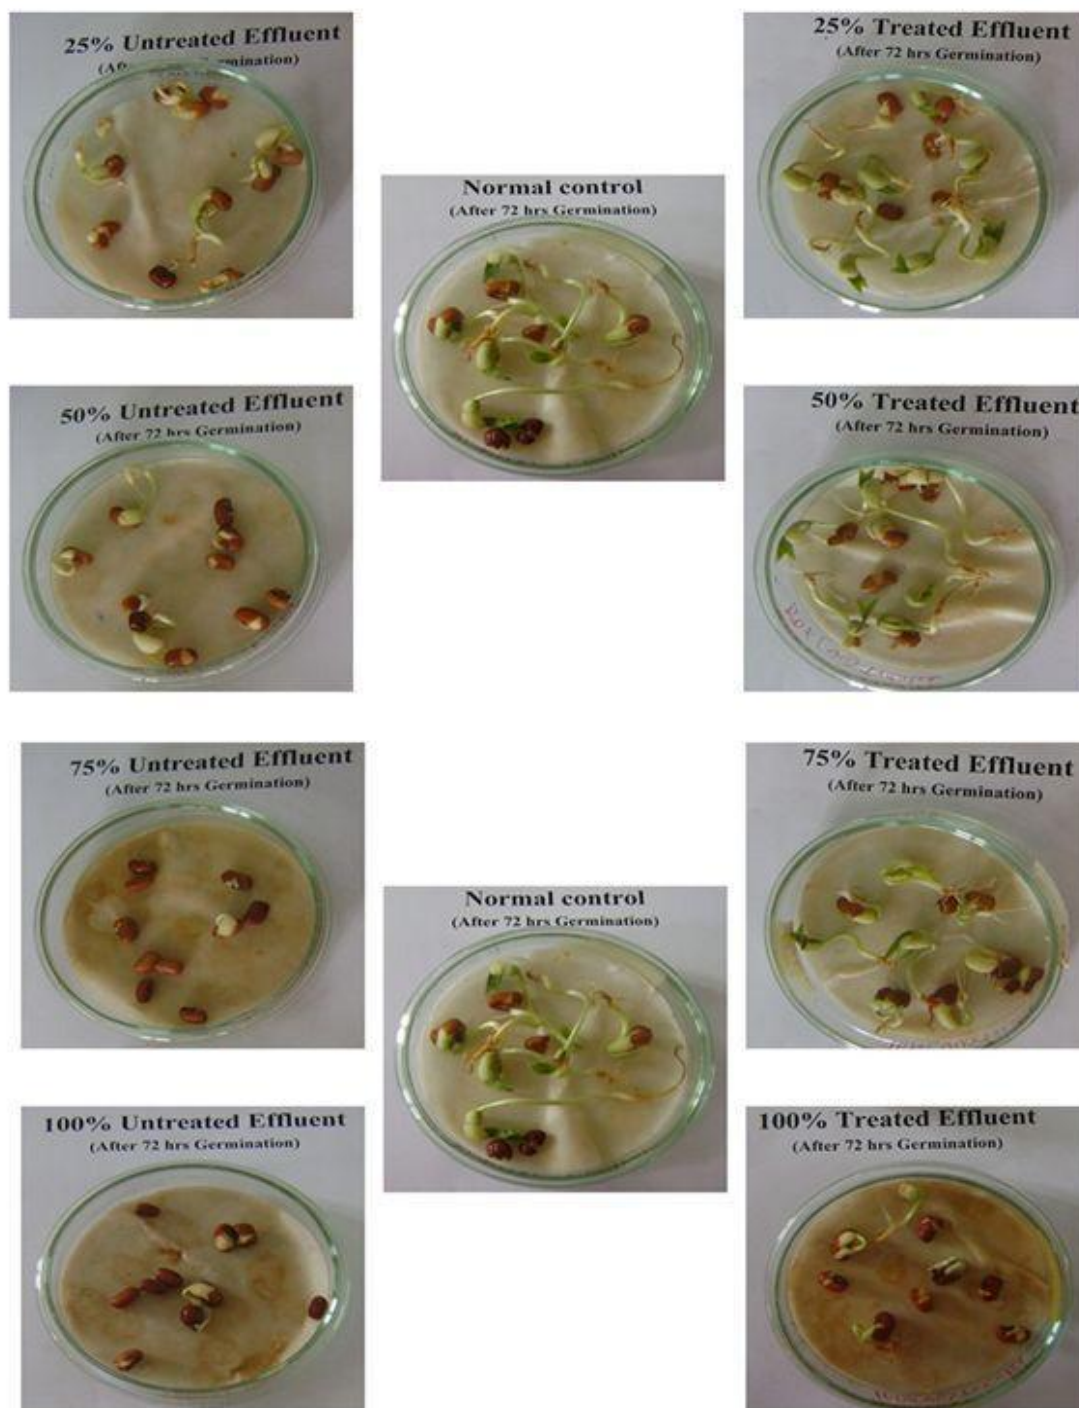 25% Untreated Effluent
25% Treated Effluent
(After 72 hrs Germination)
Normal control
(After 72 hrs Germination)
50% Untreated Effluent
(After 72 hrs Germination)
50% Treated Effluent
(After 72 hrs Germination)
75% Untreated Effluent
(After 72 hrs Germination)
75% Treated Effluent
(After 72 hrs Germination)
Normal control
(After 72 hrs Germination)
100% Untreated Effluent
(After 72 hrs Germination)
100% Treated Effluent
(After 72 hrs Germination)